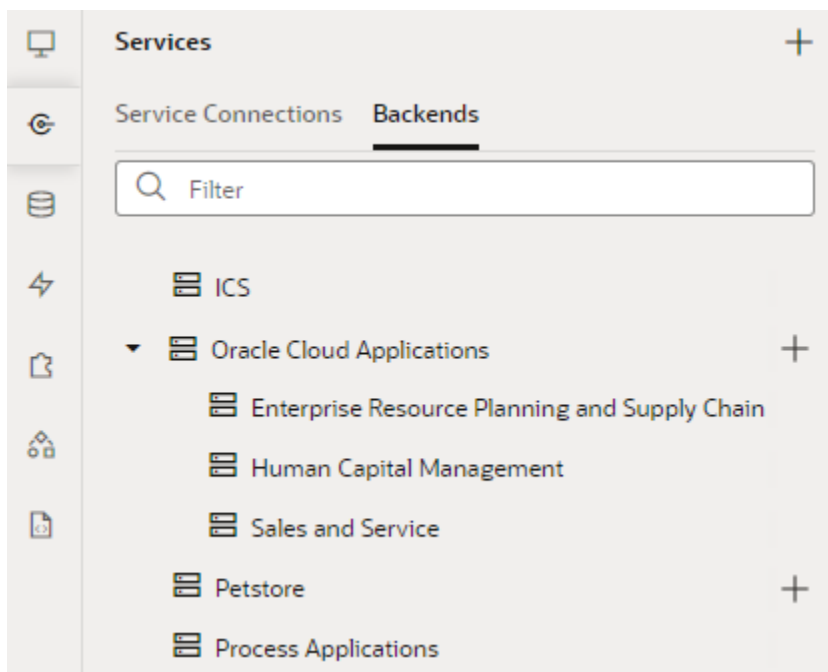 Services
Service Connections Backends
Filter
ICS
Oracle Cloud Applications
Enterprise Resource Planning and Supply Chain
Human Capital Management
Sales and Service
Petstore
Process Applications